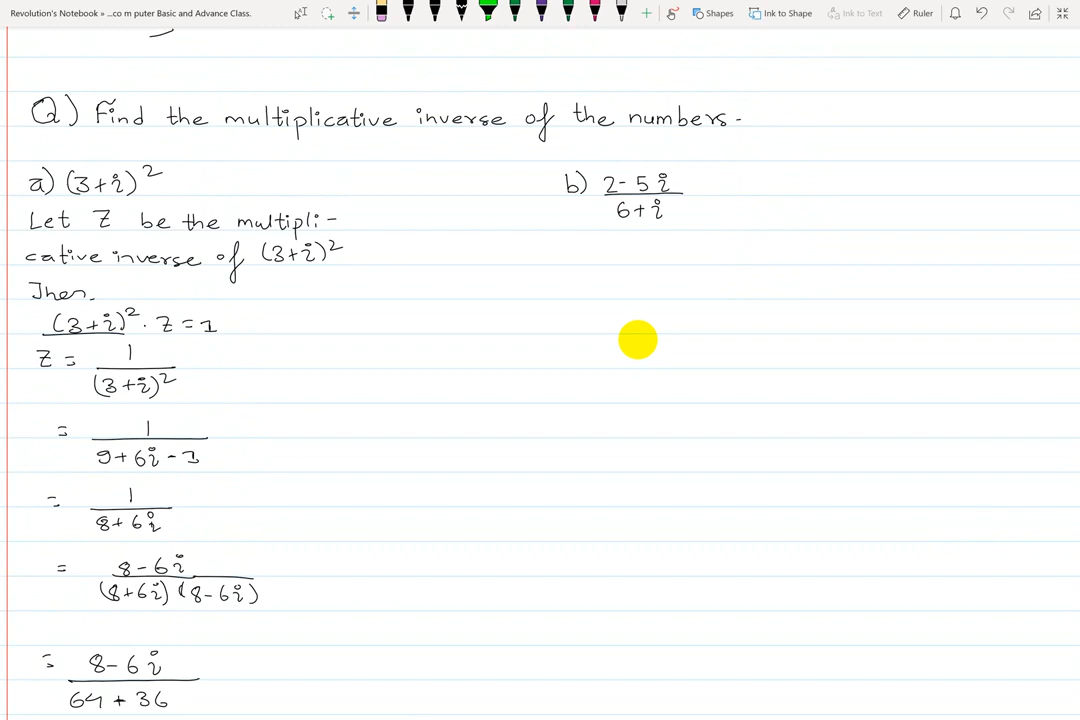 Revolution's Notebook » ...co m puter Basic and Advance Class.
Shapes
Ink to Shape
Ink to Text
Ruler
Q) Find the multiplicative inverse of the numbers-
a) (3+i)²
Let Z be the multipli-
cative inverse of (3+i)²
Then.
(3+i)² . Z = 1
Z = 1/(3+i)²
= 1/(9+6i-1)
= 1/(8+6i)
= (8-6i)/((8+6i)(8-6i))
= (8-6i)/(64+36)
b) (2-5i)/(6+i)